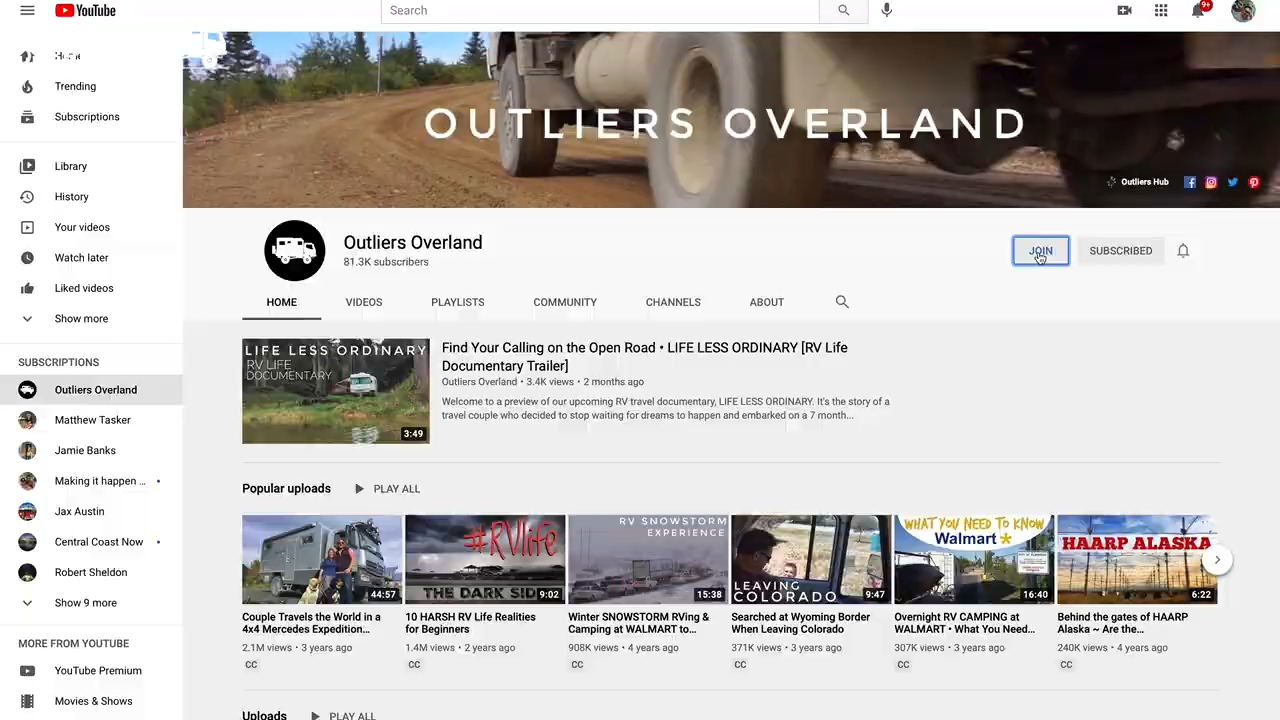 YouTube
Search
9+
Trending
Subscriptions
Library
History
Your videos
Watch later
Liked videos
Show more
SUBSCRIPTIONS
Outliers Overland
Matthew Tasker
Jamie Banks
Making it happen ...
Jax Austin
Central Coast Now
Robert Sheldon
Show 9 more
MORE FROM YOUTUBE
YouTube Premium
Movies & Shows
OUTLIERS OVERLAND
Outliers Hub
Outliers Overland
81.3K subscribers
JOIN
SUBSCRIBED
HOME
VIDEOS
PLAYLISTS
COMMUNITY
CHANNELS
ABOUT
LIFE LESS ORDINARY
RV LIFE
DOCUMENTARY
3:49
Find Your Calling on the Open Road • LIFE LESS ORDINARY [RV Life
Documentary Trailer]
Outliers Overland • 3.4K views • 2 months ago
Welcome to a preview of our upcoming RV travel documentary, LIFE LESS ORDINARY. It's the story of a
travel couple who decided to stop waiting for dreams to happen and embarked on a 7 month...
Popular uploads
PLAY ALL
44:57
Couple Travels the World in a
4x4 Mercedes Expedition...
2.1M views • 3 years ago
CC
#RVlife
THE DARK SIDE
9:02
10 HARSH RV Life Realities
for Beginners
1.4M views • 2 years ago
CC
RV SNOWSTORM
EXPERIENCE
15:38
Winter SNOWSTORM RVing &
Camping at WALMART to...
908K views • 4 years ago
CC
LEAVING
COLORADO
9:47
Searched at Wyoming Border
When Leaving Colorado
371K views • 3 years ago
CC
WHAT YOU NEED TO KNOW
Walmart
16:40
Overnight RV CAMPING at
WALMART • What You Need...
307K views • 3 years ago
CC
HAARP ALASKA
6:22
Behind the gates of HAARP
Alaska ~ Are the...
240K views • 4 years ago
CC
Uploads
PLAY ALL